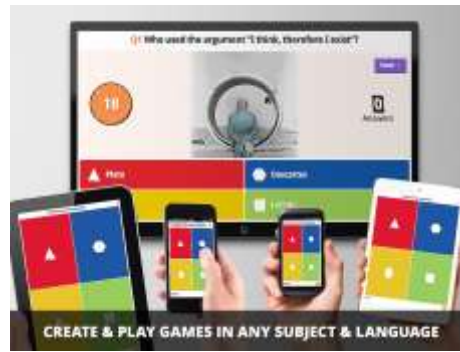 Q1 Who used the argument "I think, therefore I exist"?
18
0
Answers
Plato
Descartes
CREATE & PLAY GAMES IN ANY SUBJECT & LANGUAGE